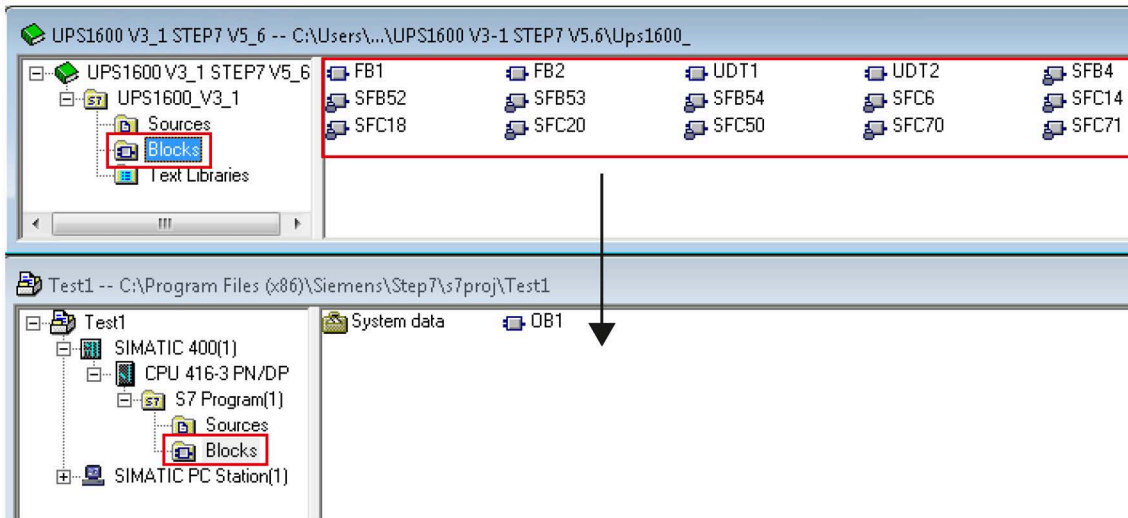 UPS1600 V3_1 STEP7 V5_6 -- C:\Users\...\UPS1600 V3-1 STEP7 V5.6\Ups1600_
UPS1600 V3_1 STEP7 V5_6
UPS1600_V3_1
Sources
Blocks
Text Libraries
FB1 FB2 UDT1 UDT2 SFB4
SFB52 SFB53 SFB54 SFC6 SFC14
SFC18 SFC20 SFC50 SFC70 SFC71
Test1 -- C:\Program Files (x86)\Siemens\Step7\s7proj\Test1
Test1
SIMATIC 400(1)
CPU 416-3 PN/DP
S7 Program(1)
Sources
Blocks
SIMATIC PC Station(1)
System data OB1